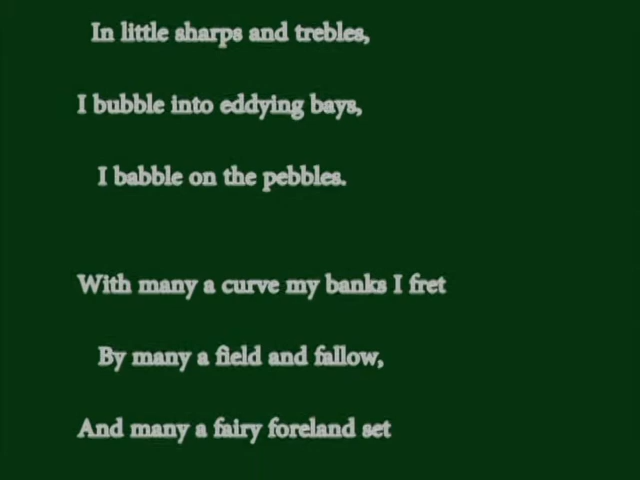 In little sharps and trebles,
I bubble into eddying bays,
I babble on the pebbles.
With many a curve my banks I fret
By many a field and fallow,
And many a fairy foreland set